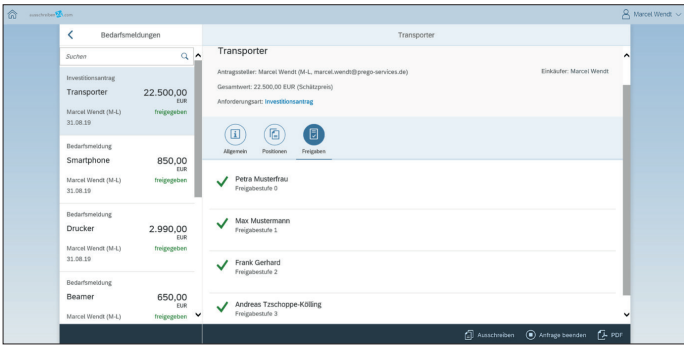 ausschreiben24.com
Marcel Wendt
Bedarfsmeldungen
Transporter
Suchen
Investitionsantrag
Transporter 22.500,00
EUR
Marcel Wendt (M-L) freigegeben
31.08.19
Bedarfsmeldung
Smartphone 850,00
EUR
Marcel Wendt (M-L) freigegeben
31.08.19
Bedarfsmeldung
Drucker 2.990,00
EUR
Marcel Wendt (M-L) freigegeben
31.08.19
Bedarfsmeldung
Beamer 650,00
EUR
Marcel Wendt (M-L) freigegeben
Transporter
Antragssteller: Marcel Wendt (M-L, marcel.wendt@prego-services.de) Einkäufer: Marcel Wendt
Gesamtwert: 22.500,00 EUR (Schätzpreis)
Anforderungsart: Investitionsantrag
Allgemein Positionen Freigaben
Petra Musterfrau
Freigabestufe 0
Max Mustermann
Freigabestufe 1
Frank Gerhard
Freigabestufe 2
Andreas Tzschoppe-Kölling
Freigabestufe 3
Ausschreiben Anfrage beenden PDF